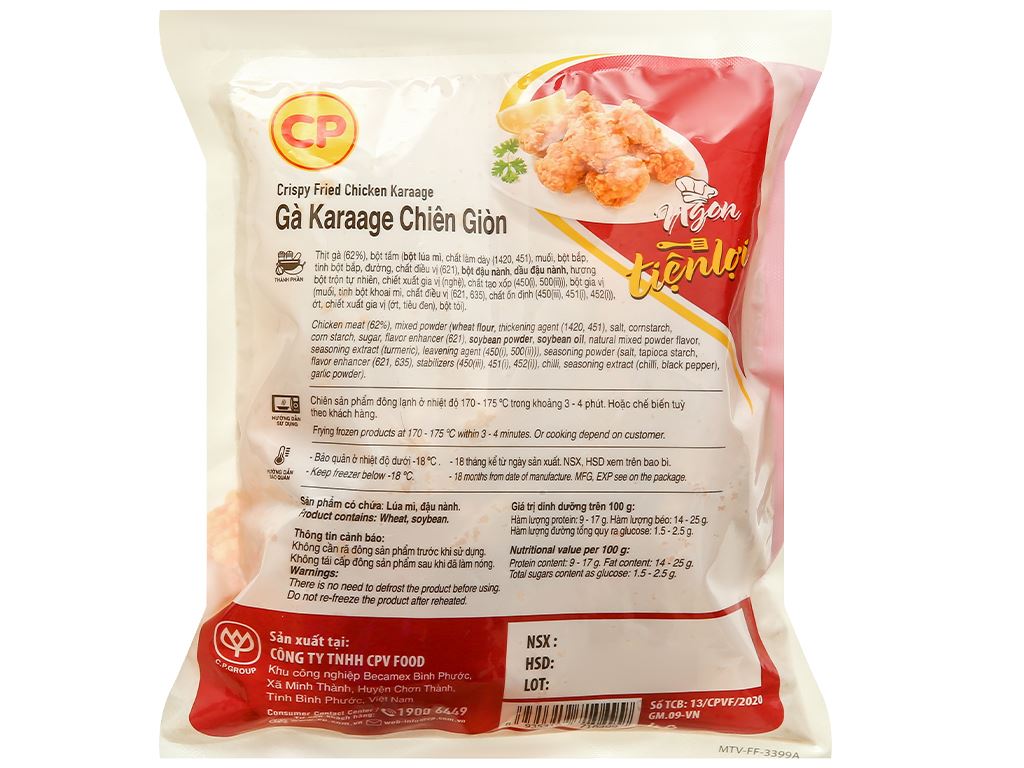 CP
Crispy Fried Chicken Karaage
Gà Karaage Chiên Giòn
Ngon
tiện lợi
THÀNH PHẦN
Thịt gà (62%), bột tẩm (bột lúa mì, chất làm dày (1420, 451), muối, bột bắp,
tinh bột bắp, đường, chất điều vị (621), bột đậu nành, dầu đậu nành, hương
bột trộn tự nhiên, chiết xuất gia vị (nghệ), chất tạo xốp (450(i), 500(ii))), bột gia vị
(muối, tinh bột khoai mì, chất điều vị (621, 635), chất ổn định (450(iii), 451(i), 452(i)),
ớt, chiết xuất gia vị (ớt, tiêu đen), bột tỏi).
Chicken meat (62%), mixed powder (wheat flour, thickening agent (1420, 451), salt, cornstarch,
corn starch, sugar, flavor enhancer (621), soybean powder, soybean oil, natural mixed powder flavor,
seasoning extract (turmeric), leavening agent (450(i), 500(ii))), seasoning powder (salt, tapioca starch,
flavor enhancer (621, 635), stabilizers (450(iii), 451(i), 452(i)), chilli, seasoning extract (chilli, black pepper),
garlic powder).
HƯỚNG DẪN
SỬ DỤNG
Chiên sản phẩm đông lạnh ở nhiệt độ 170 - 175 ºC trong khoảng 3 - 4 phút. Hoặc chế biến tuỳ
theo khách hàng.
Frying frozen products at 170 - 175 ºC within 3 - 4 minutes. Or cooking depend on customer.
HƯỚNG DẪN
BẢO QUẢN
- Bảo quản ở nhiệt độ dưới -18 ºC . - 18 tháng kể từ ngày sản xuất. NSX, HSD xem trên bao bì.
- Keep freezer below -18 ºC. - 18 months from date of manufacture. MFG, EXP see on the package.
Sản phẩm có chứa: Lúa mì, đậu nành.
Product contains: Wheat, soybean.
Thông tin cảnh báo:
Không cần rã đông sản phẩm trước khi sử dụng.
Không tái cấp đông sản phẩm sau khi đã làm nóng.
Warnings:
There is no need to defrost the product before using.
Do not re-freeze the product after reheated.
Giá trị dinh dưỡng trên 100 g:
Hàm lượng protein: 9 - 17 g. Hàm lượng béo: 14 - 25 g.
Hàm lượng đường tổng quy ra glucose: 1.5 - 2.5 g.
Nutritional value per 100 g:
Protein content: 9 - 17 g. Fat content: 14 - 25 g.
Total sugars content as glucose: 1.5 - 2.5 g.
C.P.GROUP
Sản xuất tại:
CÔNG TY TNHH CPV FOOD
Khu công nghiệp Becamex Bình Phước,
Xã Minh Thành, Huyện Chơn Thành,
Tỉnh Bình Phước, Việt Nam
Consumer Contact Center / 1900 6449
NSX :
HSD:
LOT:
Số TCB: 13/CPVF/2020
GM.09-VN
MTV-FF-3399A